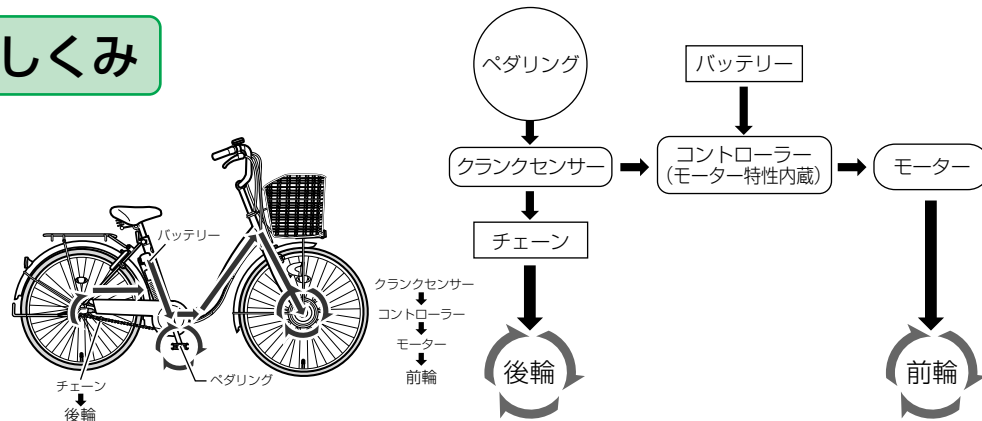 しくみ
ペダリング
バッテリー
クランクセンサー
コントローラー
（モーター特性内蔵）
モーター
チェーン
後輪
前輪
バッテリー
クランクセンサー
コントローラー
モーター
前輪
ペダリング
チェーン
後輪